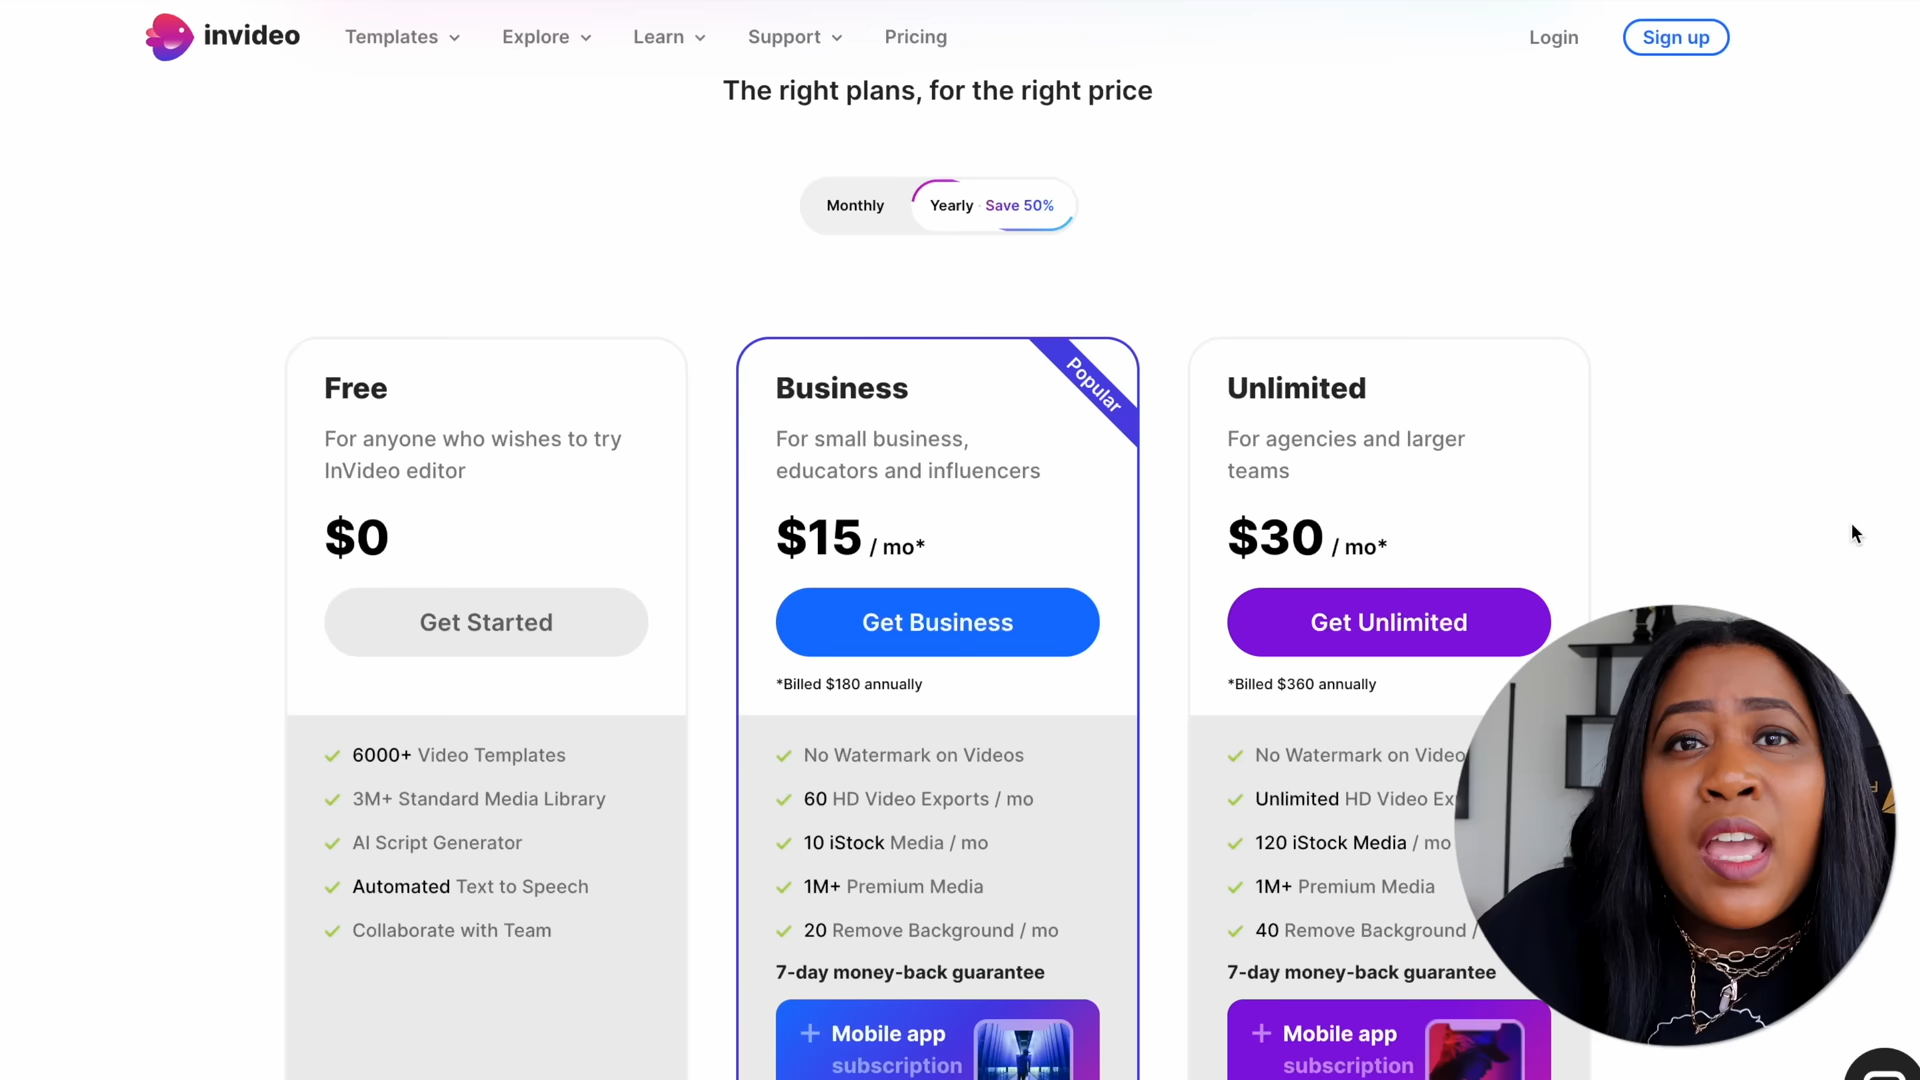 invideo
Templates
Explore
Learn
Support
Pricing
Login
Sign up
The right plans, for the right price
Monthly
Yearly · Save 50%
Free
For anyone who wishes to try
InVideo editor
$0
Get Started
6000+ Video Templates
3M+ Standard Media Library
AI Script Generator
Automated Text to Speech
Collaborate with Team
Popular
Business
For small business,
educators and influencers
$15 / mo*
Get Business
*Billed $180 annually
No Watermark on Videos
60 HD Video Exports / mo
10 iStock Media / mo
1M+ Premium Media
20 Remove Background / mo
7-day money-back guarantee
+ Mobile app
subscription
Unlimited
For agencies and larger
teams
$30 / mo*
Get Unlimited
*Billed $360 annually
No Watermark on Video
Unlimited HD Video Ex
120 iStock Media / mo
1M+ Premium Media
40 Remove Background /
7-day money-back guarantee
+ Mobile app
subscription